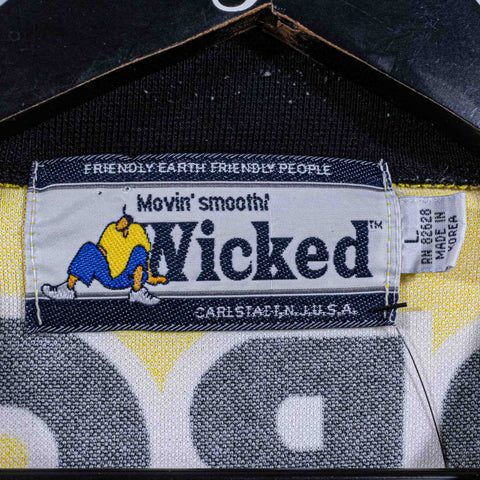 FRIENDLY EARTH FRIENDLY PEOPLE
Movin' smooth!
Wicked™
CARLSTADT, N.J. U.S.A.
L
RN 82628
MADE IN
KOREA